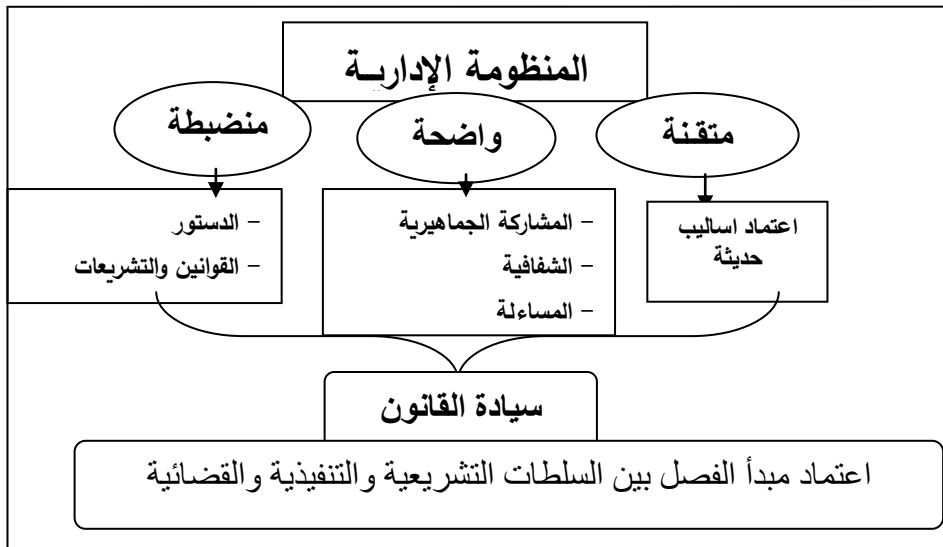 المنظومة الإدارية
متقنة
واضحة
منضبطة
اعتماد اساليب
حديثة
- المشاركة الجماهيرية
- الشفافية
- المساءلة
- الدستور
- القوانين والتشريعات
سيادة القانون
اعتماد مبدأ الفصل بين السلطات التشريعية والتنفيذية والقضائية